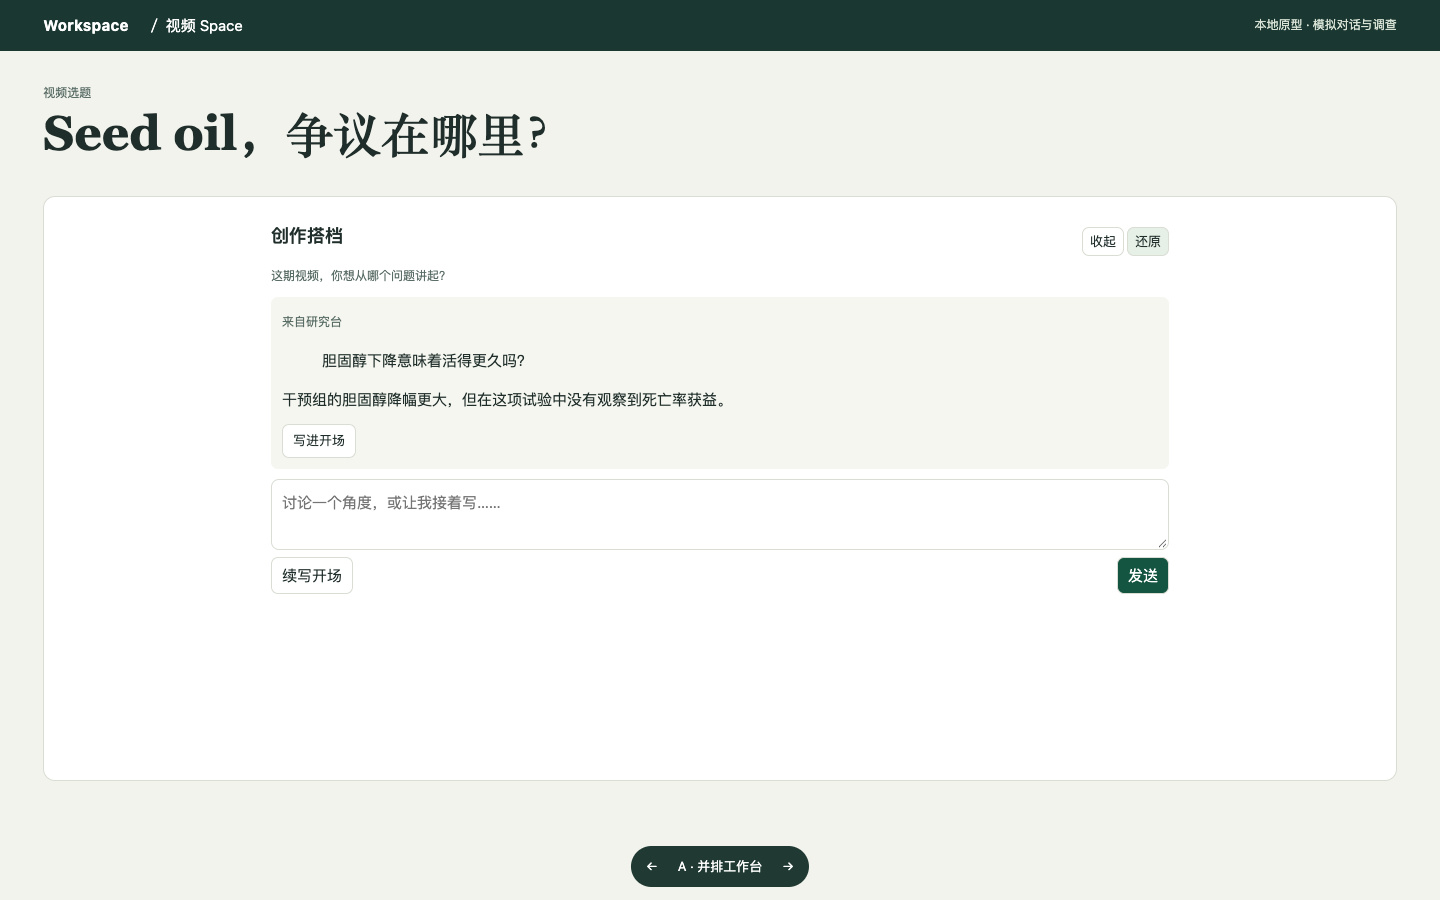 Workspace / 视频 Space
本地原型 · 模拟对话与调查
视频选题
Seed oil，争议在哪里？
创作搭档
收起
还原
这期视频，你想从哪个问题讲起？
来自研究台
胆固醇下降意味着活得更久吗？
干预组的胆固醇降幅更大，但在这项试验中没有观察到死亡率获益。
写进开场
讨论一个角度，或让我接着写……
续写开场
发送
← A · 并排工作台 →